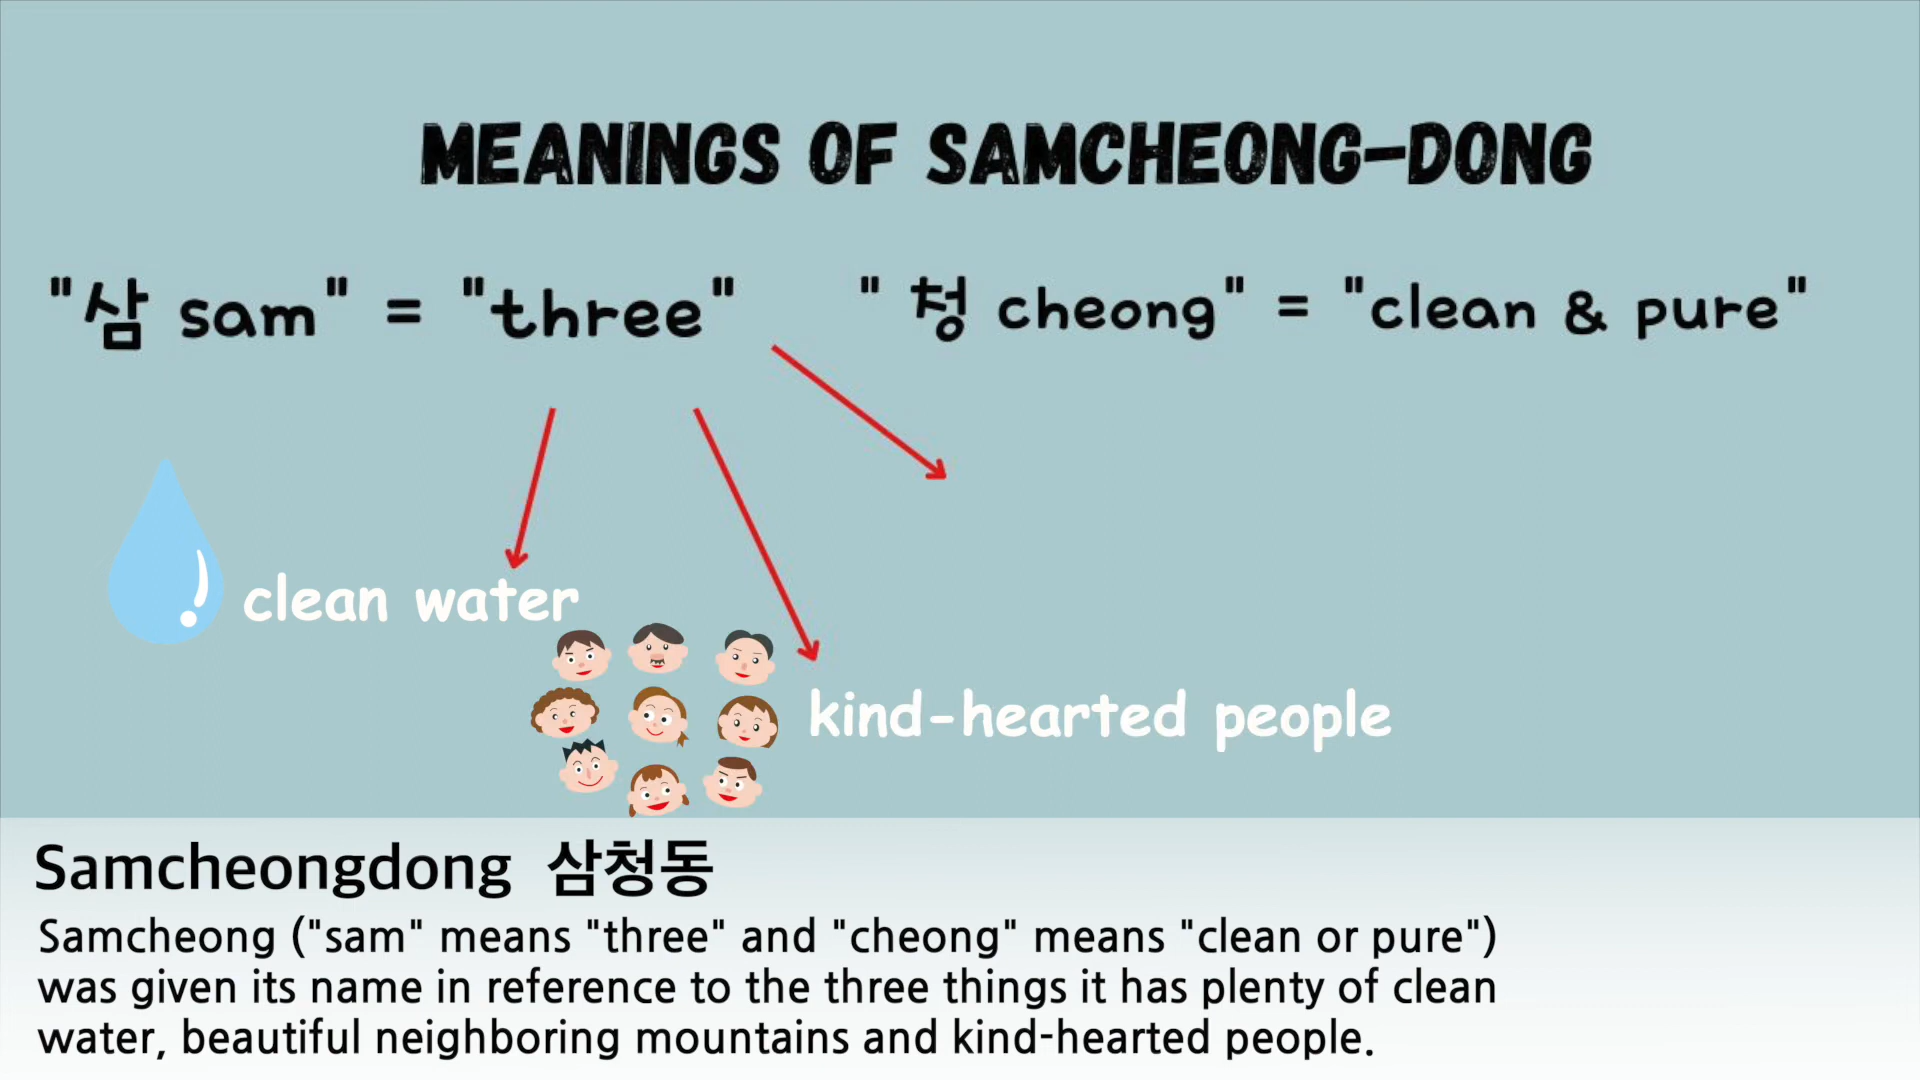 MEANINGS OF SAMCHEONG-DONG
"삼 sam" = "three" " 청 cheong" = "clean & pure"
clean water
kind-hearted people
Samcheongdong 삼청동
Samcheong ("sam" means "three" and "cheong" means "clean or pure")
was given its name in reference to the three things it has plenty of clean
water, beautiful neighboring mountains and kind-hearted people.